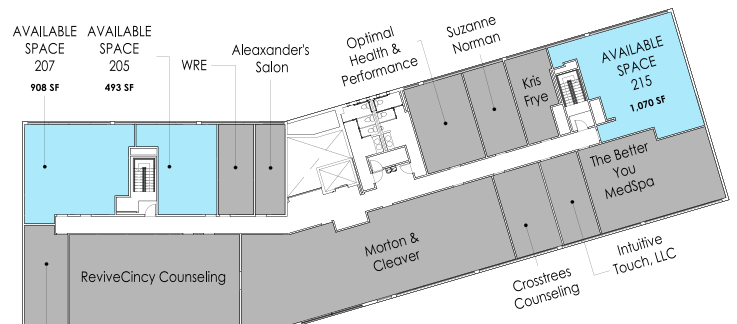 AVAILABLE
SPACE
207
908 SF
AVAILABLE
SPACE
205
493 SF
WRE
Aleaxander's
Salon
Optimal
Health &
Performance
Suzanne
Norman
Kris
Frye
AVAILABLE
SPACE
215
1,070 SF
The Better
You
MedSpa
Morton &
Cleaver
ReviveCincy Counseling
Crosstrees
Counseling
Intuitive
Touch, LLC